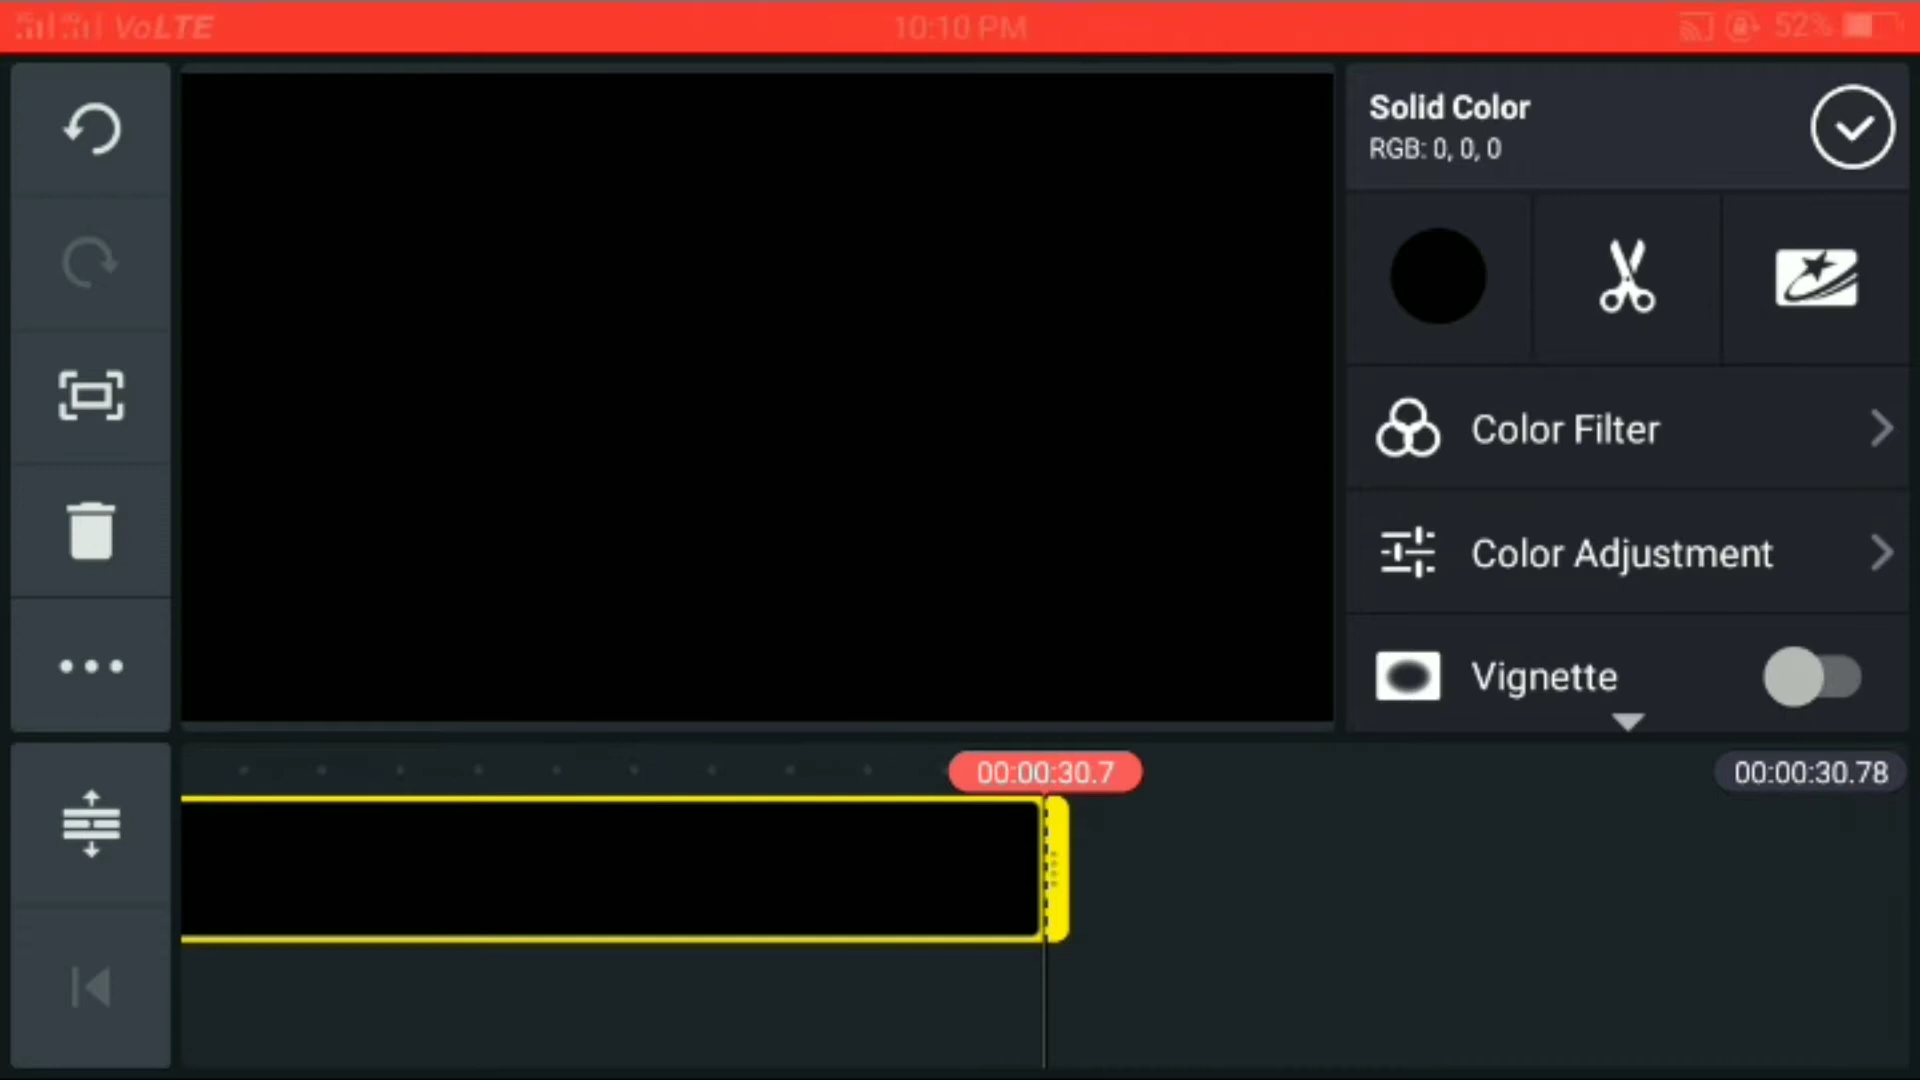 VoLTE
10:10 PM
52%
Solid Color
RGB: 0, 0, 0
Color Filter
Color Adjustment
Vignette
00:00:30.7
00:00:30.78